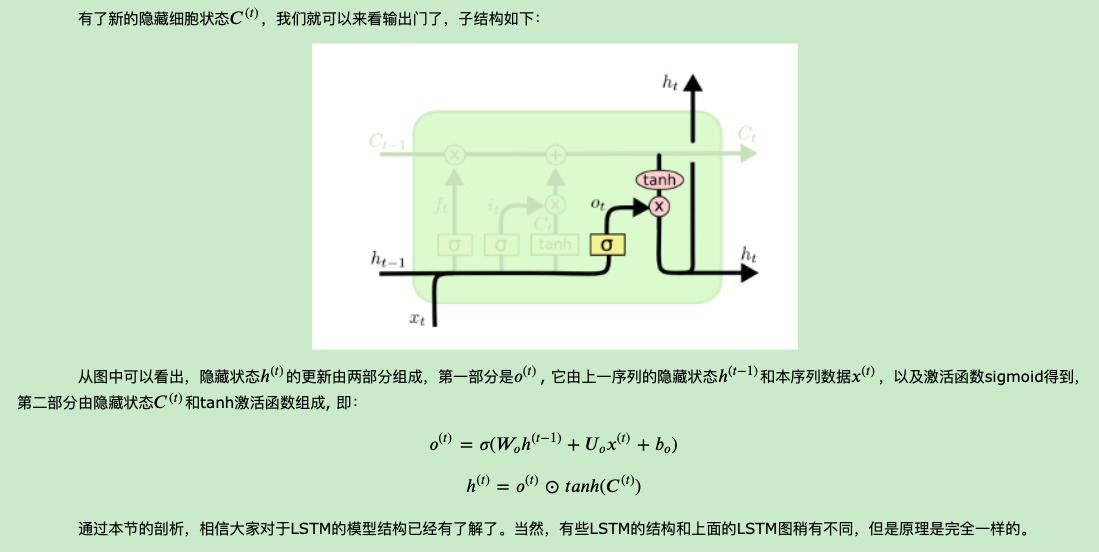 有了新的隐藏细胞状态C^(t)，我们就可以来看输出门了，子结构如下：
h_t
C_{t-1} C_t
tanh
f_t i_t C̃_t o_t
σ σ tanh σ
h_{t-1} h_t
x_t
从图中可以看出，隐藏状态h^(t)的更新由两部分组成，第一部分是o^(t)，它由上一序列的隐藏状态h^(t−1)和本序列数据x^(t)，以及激活函数sigmoid得到，
第二部分由隐藏状态C^(t)和tanh激活函数组成, 即：
o^(t) = σ(W_o h^(t−1) + U_o x^(t) + b_o)
h^(t) = o^(t) ⊙ tanh(C^(t))
通过本节的剖析，相信大家对于LSTM的模型结构已经有了解了。当然，有些LSTM的结构和上面的LSTM图稍有不同，但是原理是完全一样的。